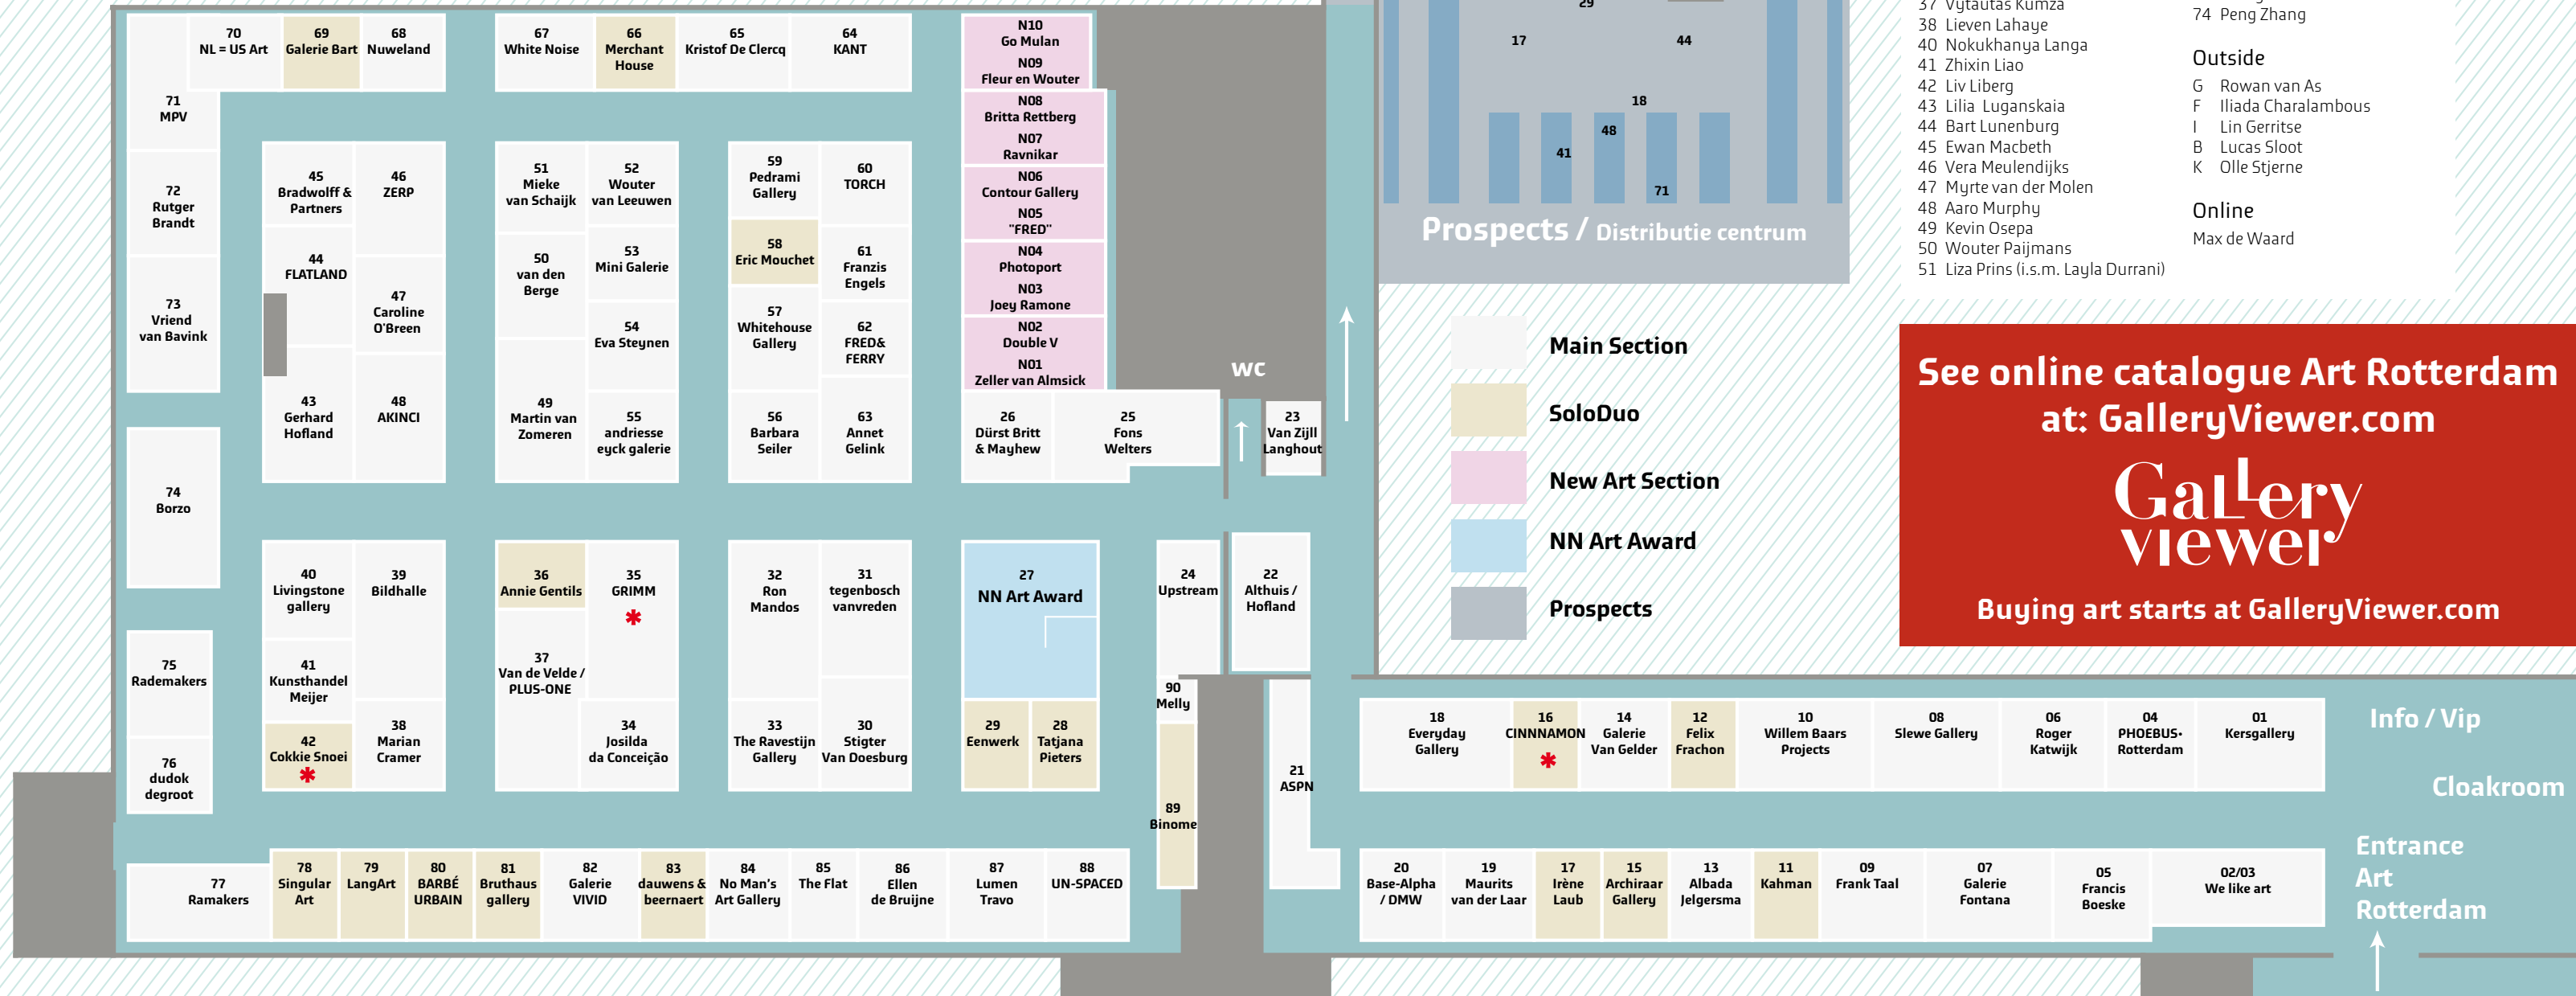 70
NL = US Art
69
Galerie Bart
68
Nuweland
67
White Noise
66
Merchant
House
65
Kristof De Clercq
64
KANT
N10
Go Mulan
N09
Fleur en Wouter
N08
Britta Rettberg
N07
Ravnikar
N06
Contour Gallery
N05
"FRED"
N04
Photoport
N03
Joey Ramone
N02
Double V
N01
Zeller van Almsick
71
MPV
72
Rutger
Brandt
73
Vriend
van Bavink
74
Borzo
75
Rademakers
76
dudok
degroot
45
Bradwolff &
Partners
46
ZERP
44
FLATLAND
47
Caroline
O'Breen
43
Gerhard
Hofland
48
AKINCI
51
Mieke
van Schaijk
52
Wouter
van Leeuwen
50
van den
Berge
53
Mini Galerie
54
Eva Steynen
49
Martin van
Zomeren
55
andriesse
eyck galerie
59
Pedrami
Gallery
60
TORCH
58
Eric Mouchet
61
Franzis
Engels
57
Whitehouse
Gallery
62
FRED&
FERRY
56
Barbara
Seiler
63
Annet
Gelink
26
Dürst Britt
& Mayhew
25
Fons
Welters
wc
23
Van Zijll
Langhout
40
Livingstone
gallery
39
Bildhalle
41
Kunsthandel
Meijer
42
Cokkie Snoei
*
38
Marian
Cramer
36
Annie Gentils
35
GRIMM
*
37
Van de Velde /
PLUS-ONE
34
Josilda
da Conceição
32
Ron
Mandos
31
tegenbosch
vanvreden
33
The Ravestijn
Gallery
30
Stigter
Van Doesburg
27
NN Art Award
29
Eenwerk
28
Tatjana
Pieters
24
Upstream
22
Althuis /
Hofland
90
Melly
89
Binome
21
ASPN
77
Ramakers
78
Singular
Art
79
LangArt
80
BARBÉ
URBAIN
81
Bruthaus
gallery
82
Galerie
VIVID
83
dauwens &
beernaert
84
No Man's
Art Gallery
85
The Flat
86
Ellen
de Bruijne
87
Lumen
Travo
88
UN-SPACED
18
Everyday
Gallery
16
CINNNAMON
*
14
Galerie
Van Gelder
12
Felix
Frachon
10
Willem Baars
Projects
08
Slewe Gallery
06
Roger
Katwijk
04
PHOEBUS•
Rotterdam
01
Kersgallery
20
Base-Alpha
/ DMW
19
Maurits
van der Laar
17
Irène
Laub
15
Archiraar
Gallery
13
Albada
Jelgersma
11
Kahman
09
Frank Taal
07
Galerie
Fontana
05
Francis
Boeske
02/03
We like art
Info / Vip
Cloakroom
Entrance
Art
Rotterdam
29
17
44
18
48
41
71
Prospects / Distributie centrum
Main Section
SoloDuo
New Art Section
NN Art Award
Prospects
37 Vytautas Kumza
38 Lieven Lahaye
40 Nokukhanya Langa
41 Zhixin Liao
42 Liv Liberg
43 Lilia Luganskaia
44 Bart Lunenburg
45 Ewan Macbeth
46 Vera Meulendijks
47 Myrte van der Molen
48 Aaro Murphy
49 Kevin Osepa
50 Wouter Paijmans
51 Liza Prins (i.s.m. Layla Durrani)
74 Peng Zhang
Outside
G Rowan van As
F Iliada Charalambous
I Lin Gerritse
B Lucas Sloot
K Olle Stjerne
Online
Max de Waard
See online catalogue Art Rotterdam
at: GalleryViewer.com
Gallery
viewer
Buying art starts at GalleryViewer.com